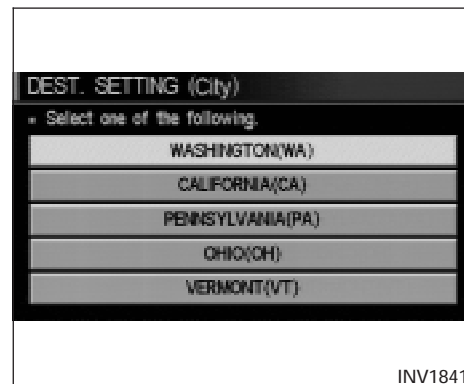 DEST. SETTING (City)
Select one of the following.
WASHINGTON(WA)
CALIFORNIA(CA)
PENNSYLVANIA(PA)
OHIO(OH)
VERMONT(VT)
INV1841